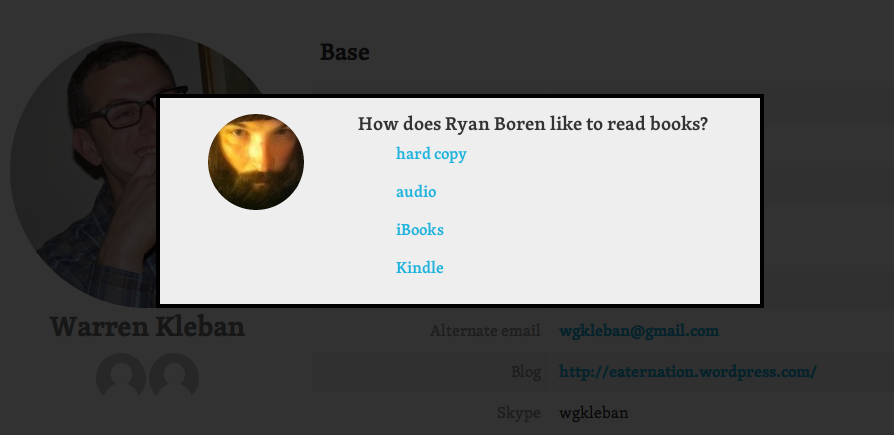 Base
How does Ryan Boren like to read books?
hard copy
audio
iBooks
Kindle
Warren Kleban
Alternate email wgkleban@gmail.com
Blog http://eaternation.wordpress.com/
Skype wgkleban